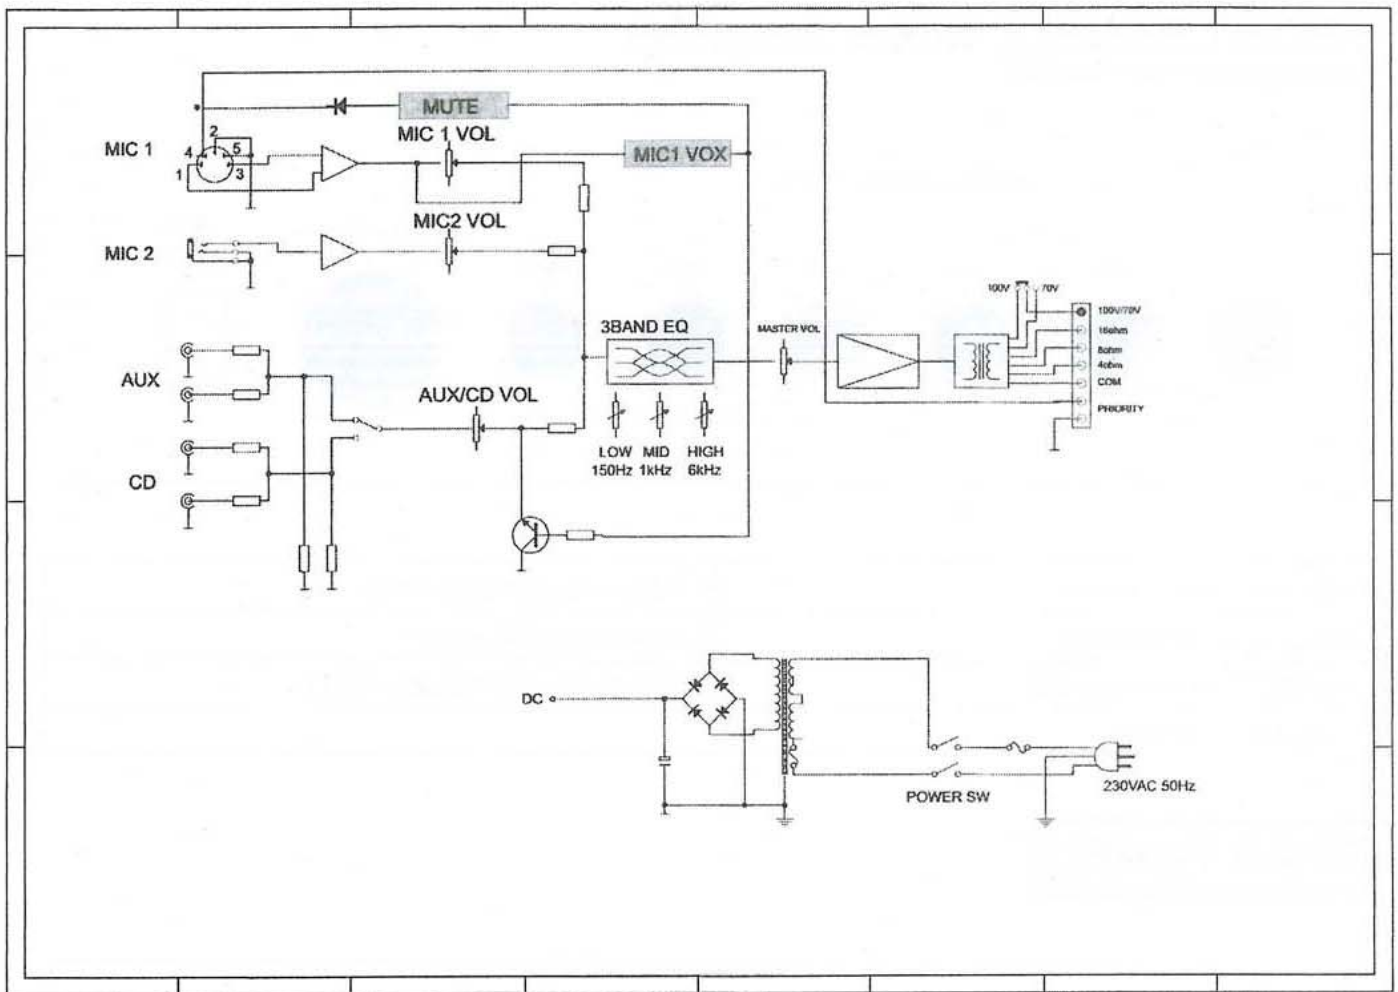 MUTE
MIC 1 VOL
MIC 1
2
4
5
1
3
MIC1 VOX
MIC2 VOL
MIC 2
100V
70V
100V/70V
16ohm
8ohm
4ohm
COM
PRIORITY
3BAND EQ
MASTER VOL
AUX
AUX/CD VOL
LOW MID HIGH
150Hz 1kHz 6kHz
CD
DC
POWER SW
230VAC 50Hz